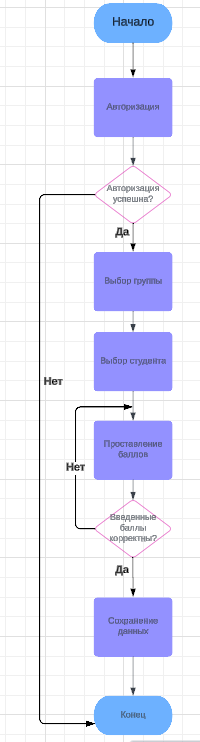 Начало
Авторизация
Авторизация
успешна?
Да
Выбор группы
Выбор студента
Нет
Проставление
баллов
Нет
Введенные
баллы
корректны?
Да
Сохранение
данных
Конец